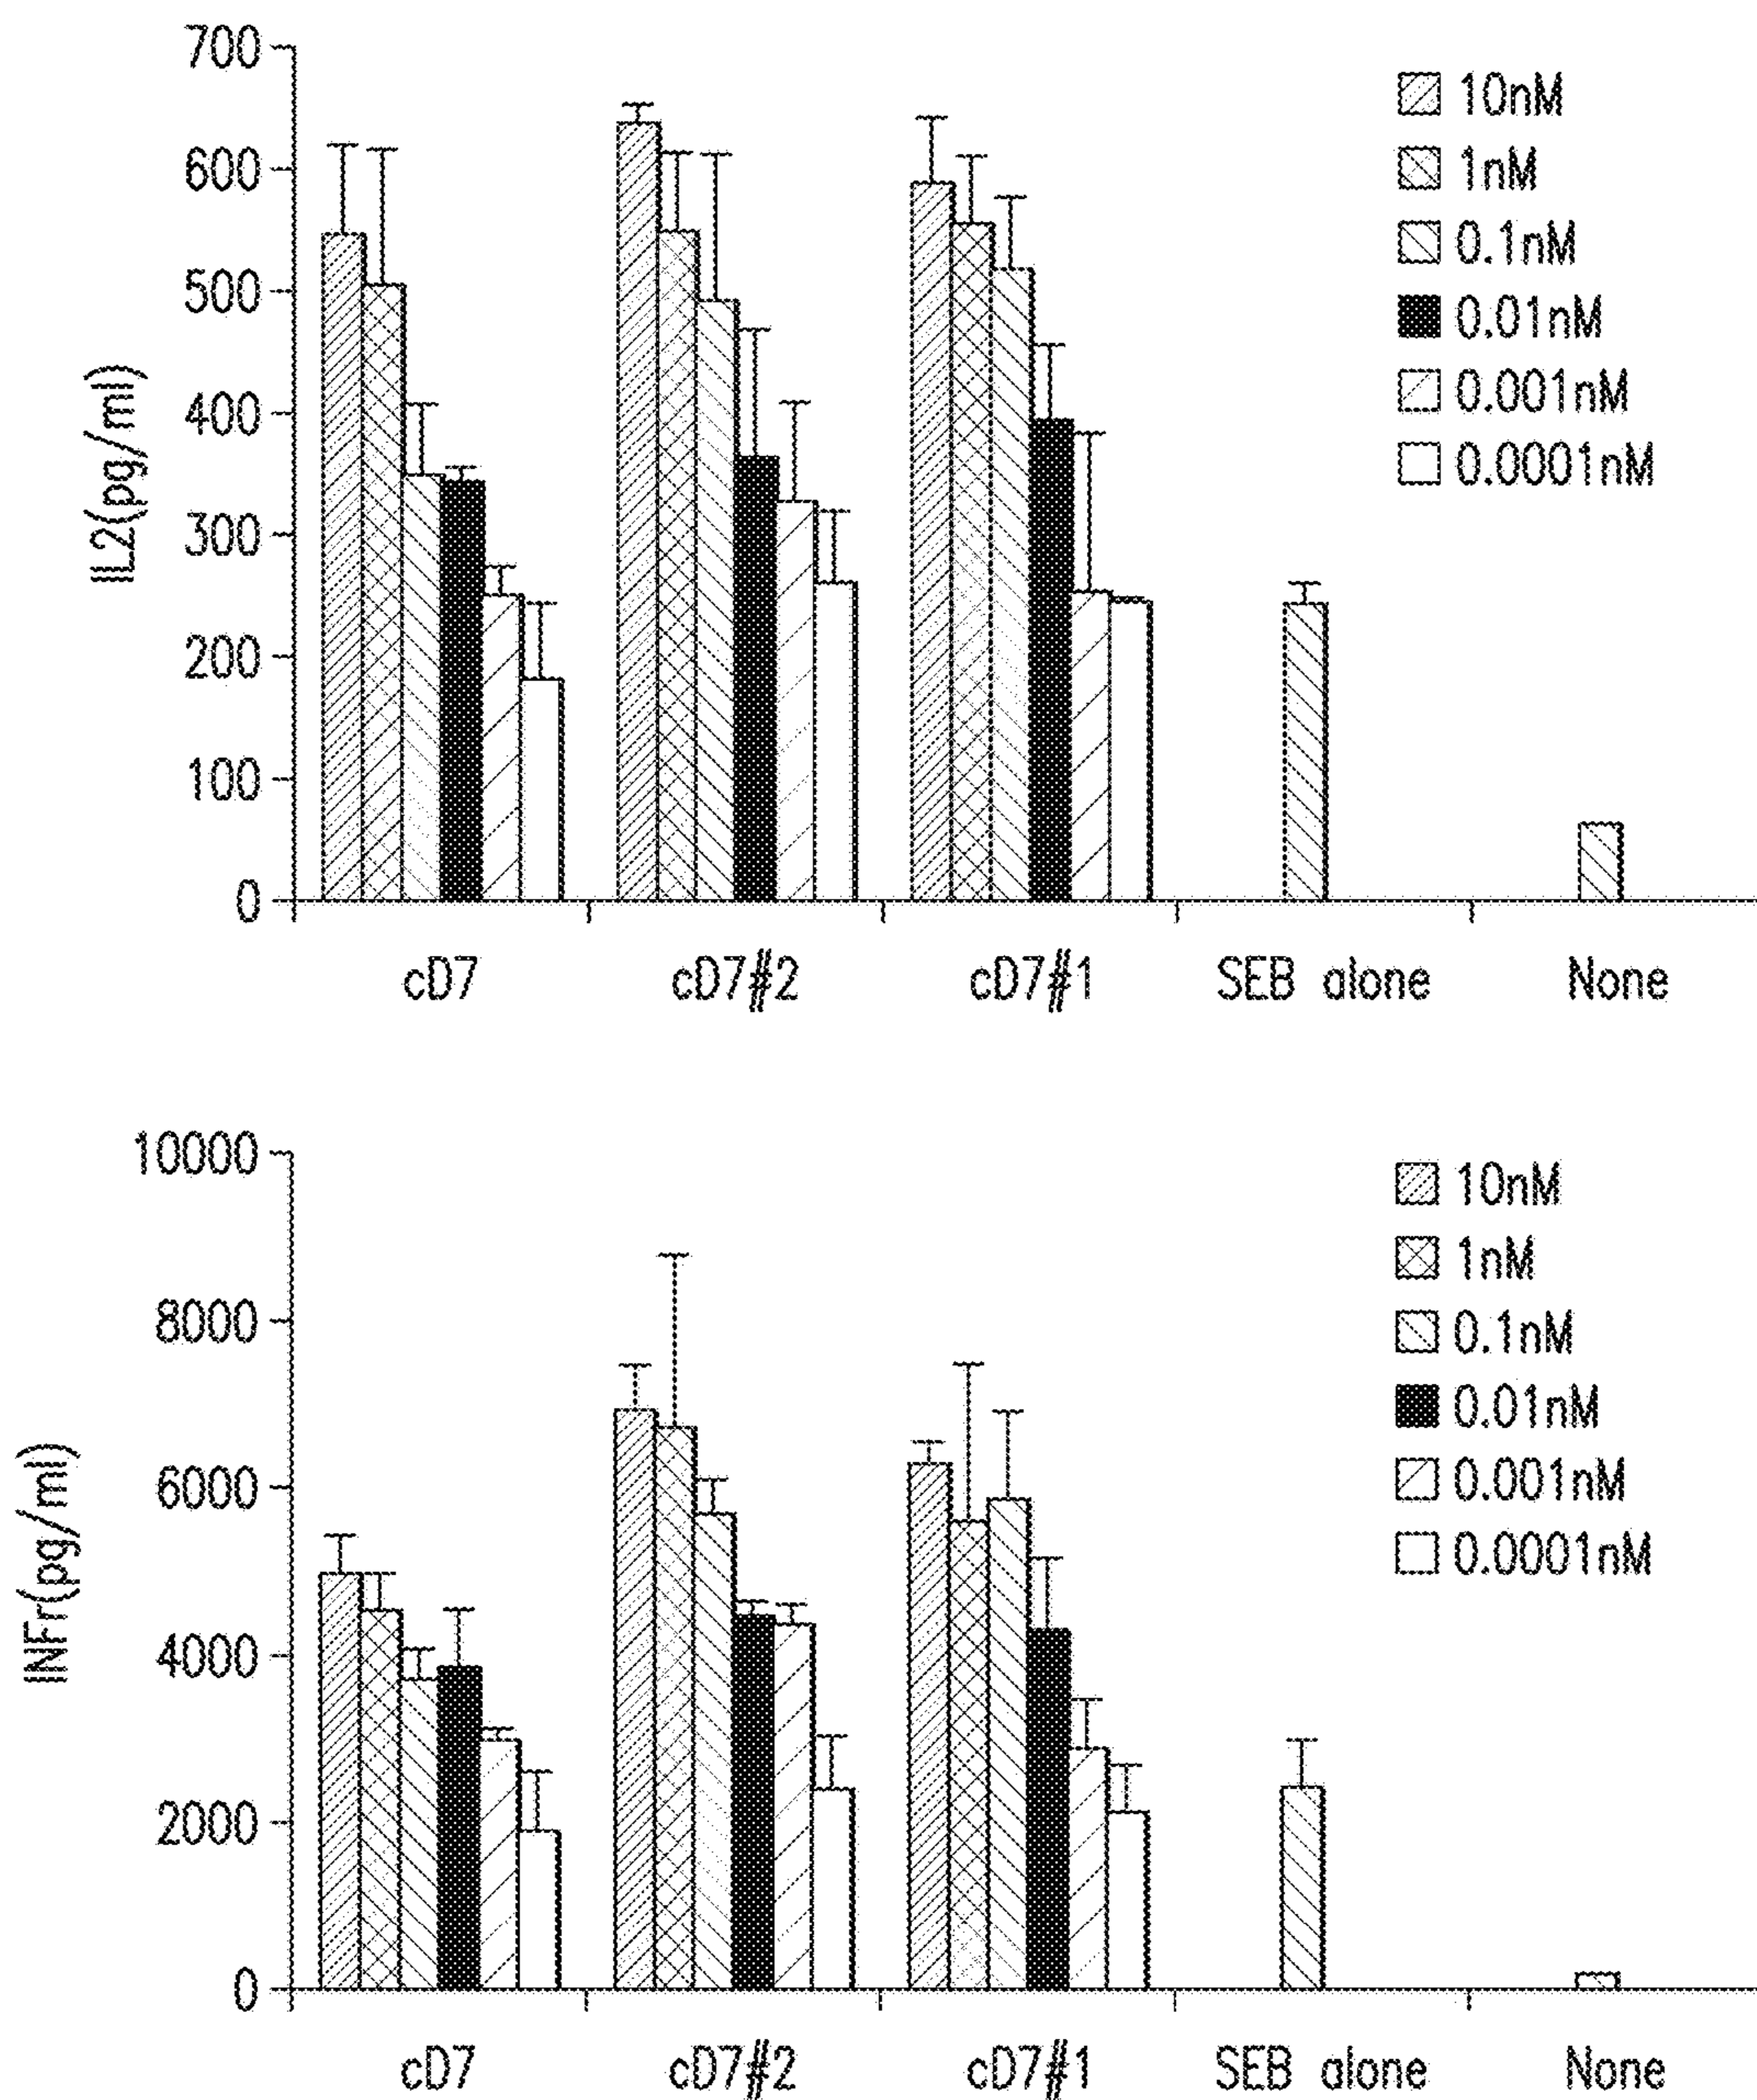 IL2(pg/ml)
700
600
500
400
300
200
100
0
10nM
1nM
0.1nM
0.01nM
0.001nM
0.0001nM
cD7 cD7#2 cD7#1 SEB alone None
INFr(pg/ml)
10000
8000
6000
4000
2000
0
10nM
1nM
0.1nM
0.01nM
0.001nM
0.0001nM
cD7 cD7#2 cD7#1 SEB alone None